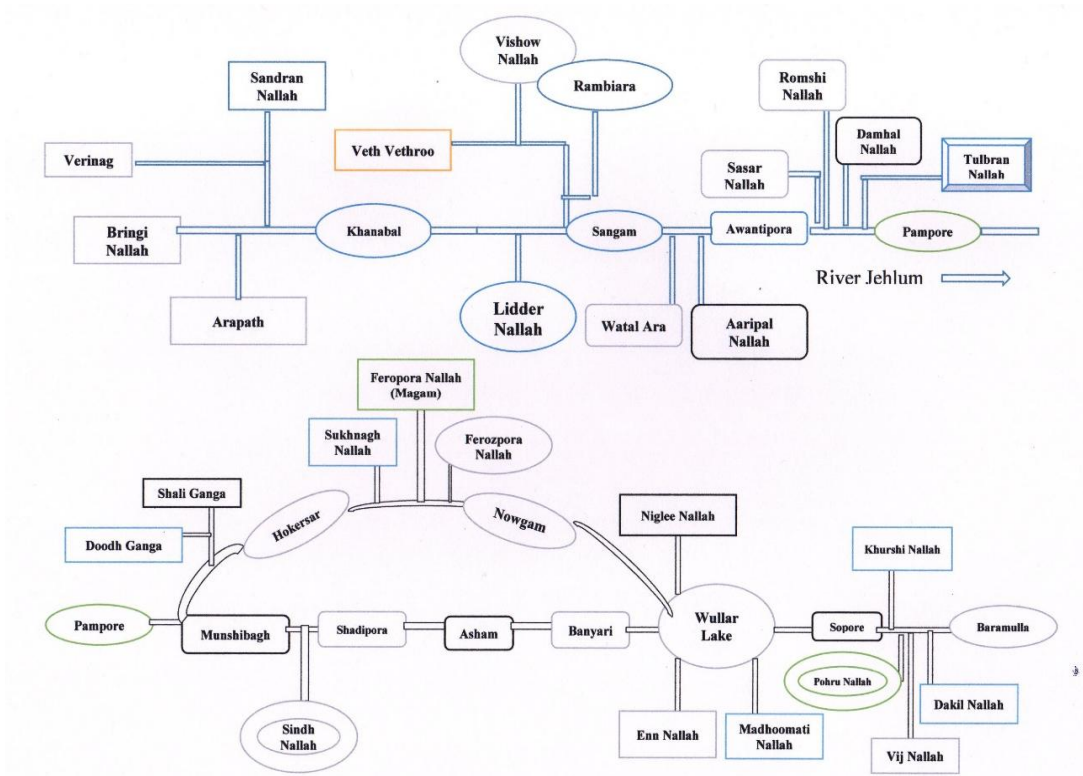 Vishow
Nallah
Sandran
Nallah
Rambiara
Romshi
Nallah
Damhal
Nallah
Verinag
Veth Vethroo
Sasar
Nallah
Tulbran
Nallah
Bringi
Nallah
Khanabal
Sangam
Awantipora
Pampore
River Jehlum
Arapath
Lidder
Nallah
Watal Ara
Aaripal
Nallah
Feropora Nallah
(Magam)
Sukhnagh
Nallah
Ferozpora
Nallah
Shali Ganga
Hokersar
Nowgam
Niglee Nallah
Doodh Ganga
Khurshi Nallah
Pampore
Munshibagh
Shadipora
Asham
Banyari
Wullar
Lake
Sopore
Baramulla
Pohru Nallah
Sindh
Nallah
Enn Nallah
Madhoomati
Nallah
Dakil Nallah
Vij Nallah